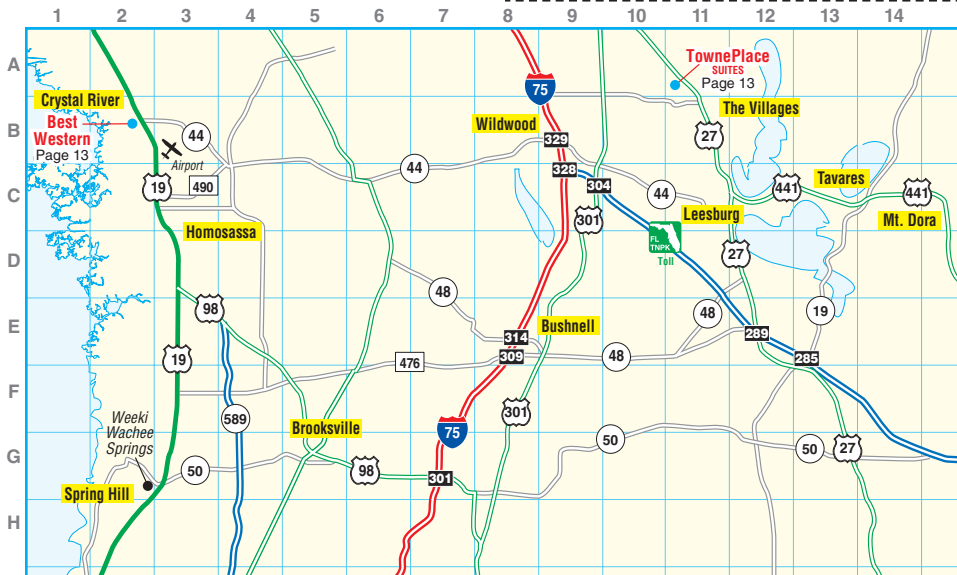 1 2 3 4 5 6 7 8 9 10 11 12 13 14
A
TownePlace
SUITES
Page 13
75
Crystal River
The Villages
Best
Western
Page 13
B
Wildwood
44
27
329
Airport
44
328
19
490
304
C
44
441
Tavares
441
301
Leesburg
Mt. Dora
Homosassa
FL
TNPK
Toll
D
27
48
98
48
19
E
Bushnell
314
289
309
48
285
19
476
F
Weeki
Wachee
Springs
589
Brooksville
301
75
50
50
27
G
50
98
301
Spring Hill
H